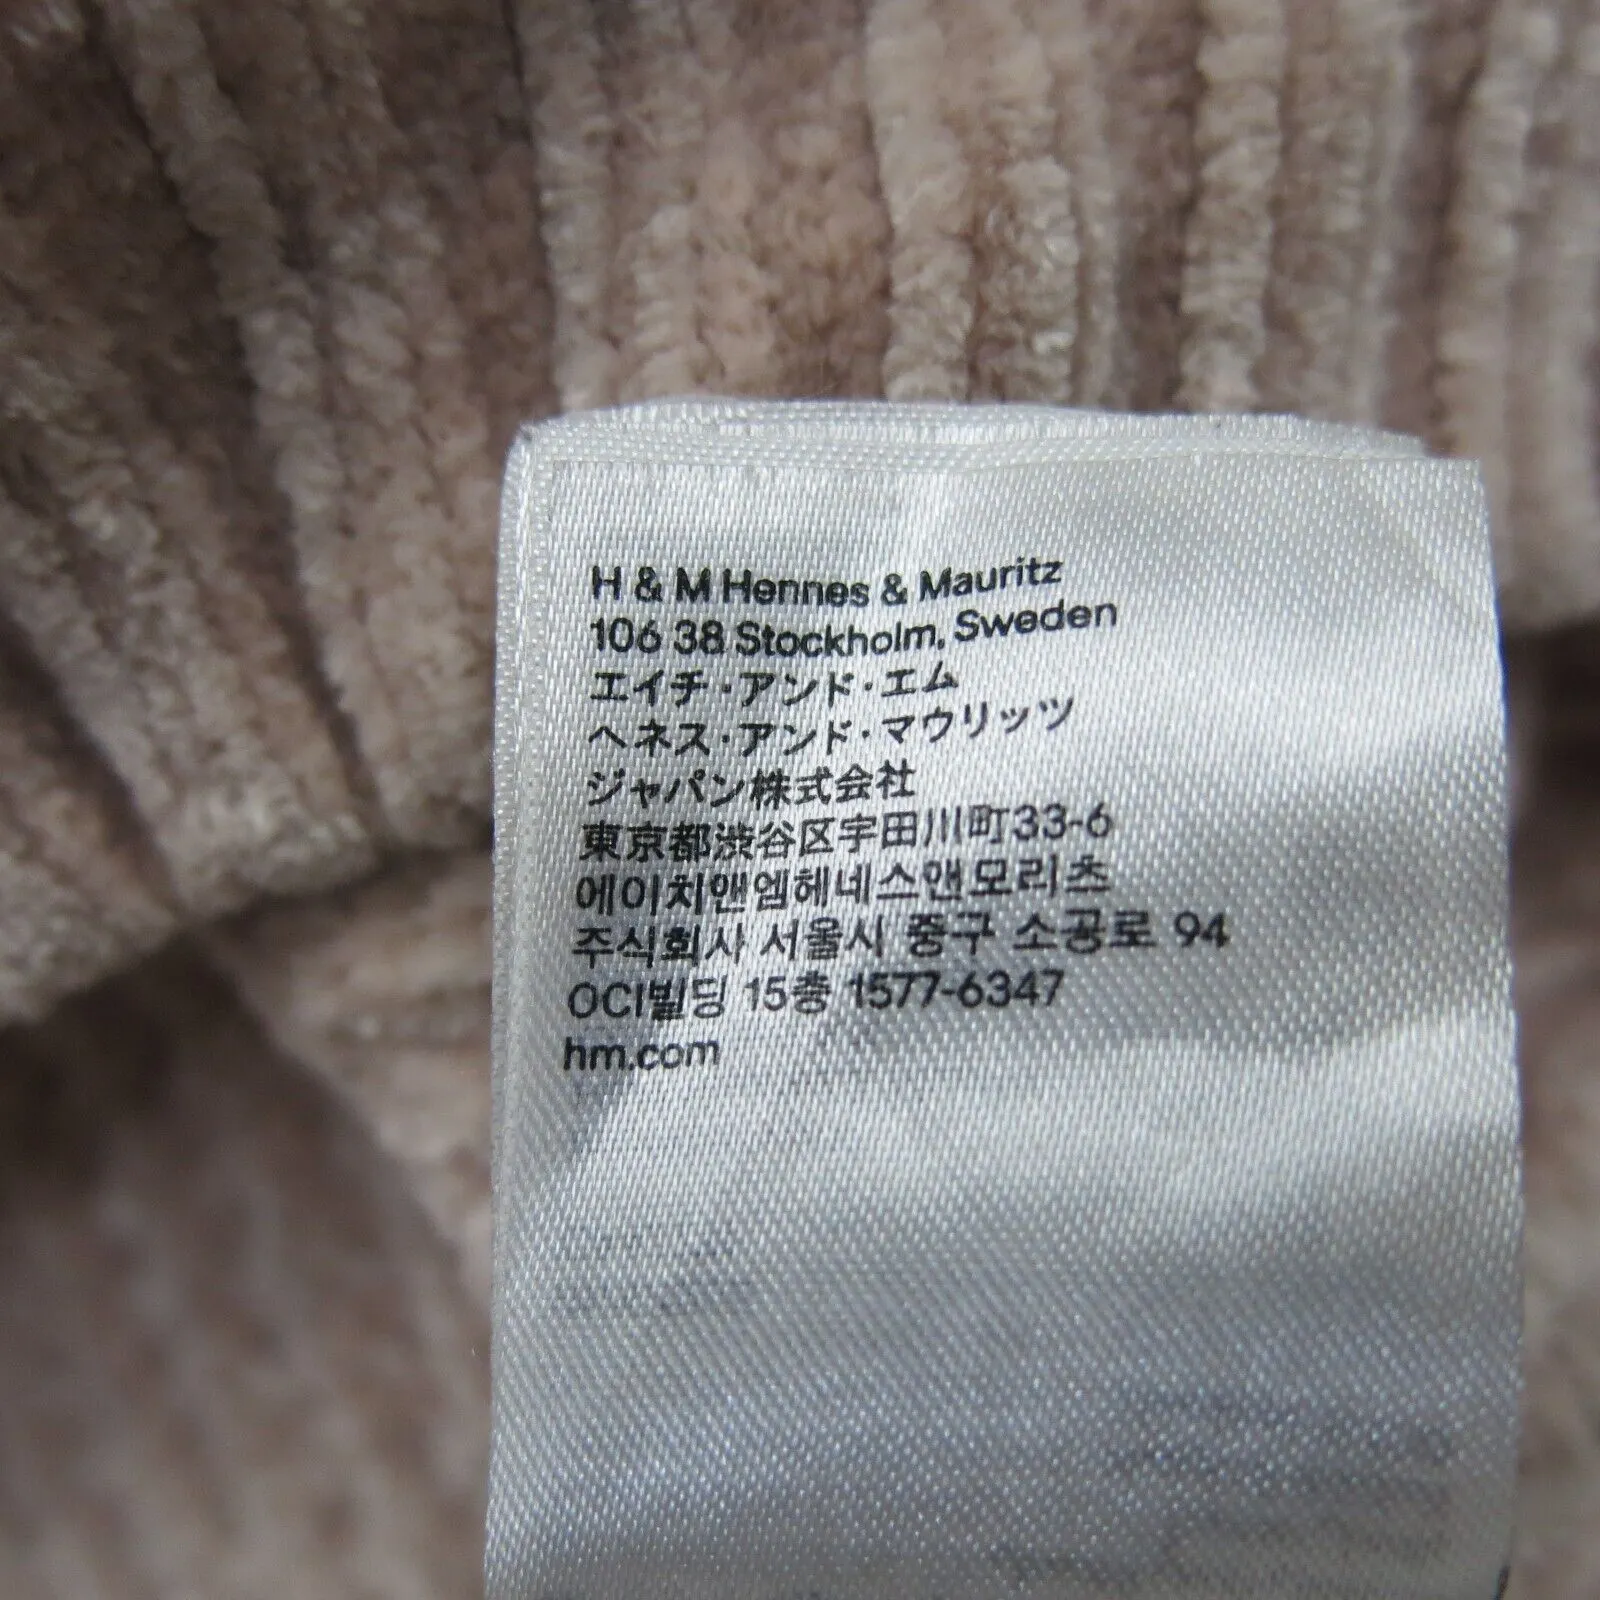 H & M Hennes & Mauritz
106 38 Stockholm, Sweden
エイチ・アンド・エム
ヘネス・アンド・マウリッツ
ジャパン株式会社
東京都渋谷区宇田川町33-6
에이치앤엠헤네스앤모리츠
주식회사 서울시 중구 소공로 94
OCI빌딩 15층 1577-6347
hm.com